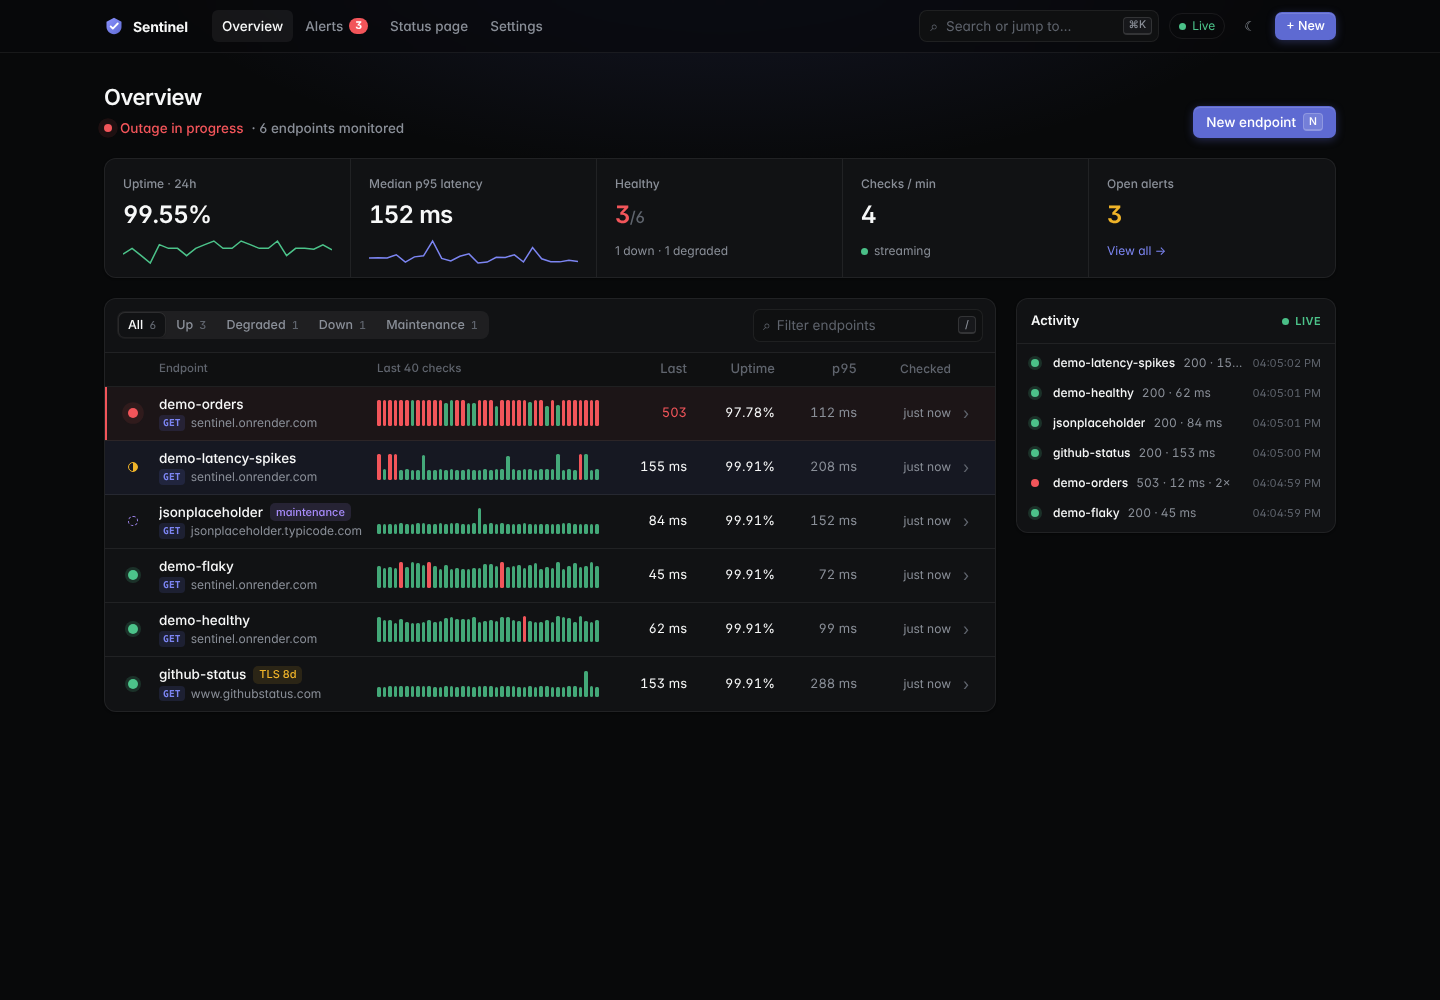 Sentinel Overview Alerts 3 Status page Settings Search or jump to... ⌘K Live + New
Overview
Outage in progress · 6 endpoints monitored
New endpoint N
Uptime · 24h
99.55%
Median p95 latency
152 ms
Healthy
3/6
1 down · 1 degraded
Checks / min
4
streaming
Open alerts
3
View all →
All 6 Up 3 Degraded 1 Down 1 Maintenance 1 Filter endpoints /
Endpoint Last 40 checks Last Uptime p95 Checked
demo-orders
GET sentinel.onrender.com
503 97.78% 112 ms just now ›
demo-latency-spikes
GET sentinel.onrender.com
155 ms 99.91% 208 ms just now ›
jsonplaceholder maintenance
GET jsonplaceholder.typicode.com
84 ms 99.91% 152 ms just now ›
demo-flaky
GET sentinel.onrender.com
45 ms 99.91% 72 ms just now ›
demo-healthy
GET sentinel.onrender.com
62 ms 99.91% 99 ms just now ›
github-status TLS 8d
GET www.githubstatus.com
153 ms 99.91% 288 ms just now ›
Activity LIVE
demo-latency-spikes 200 · 15... 04:05:02 PM
demo-healthy 200 · 62 ms 04:05:01 PM
jsonplaceholder 200 · 84 ms 04:05:01 PM
github-status 200 · 153 ms 04:05:00 PM
demo-orders 503 · 12 ms · 2× 04:04:59 PM
demo-flaky 200 · 45 ms 04:04:59 PM